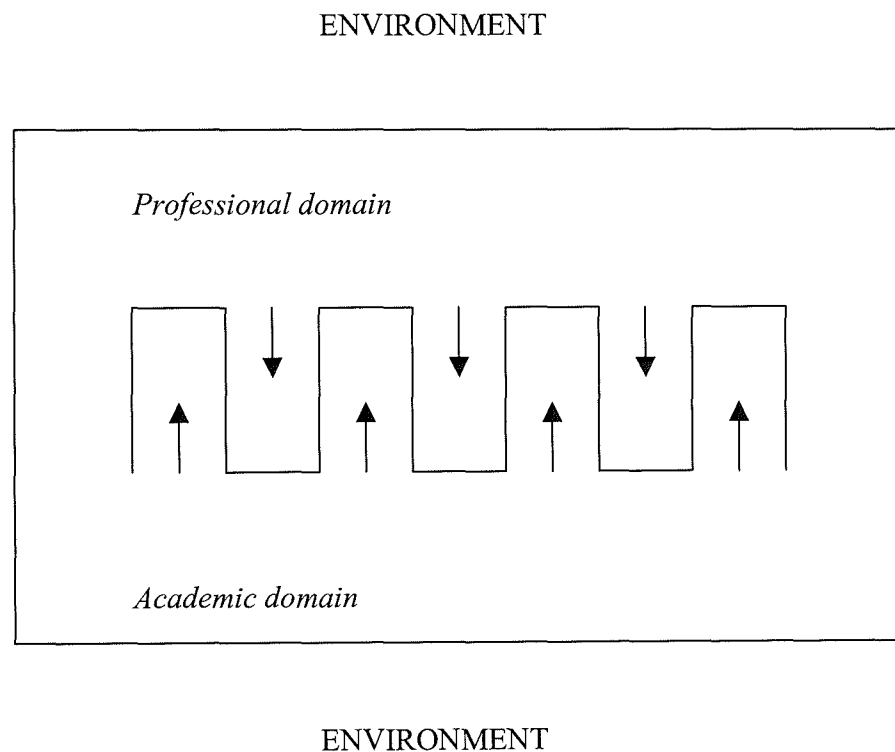 ENVIRONMENT
Professional domain
Academic domain
ENVIRONMENT